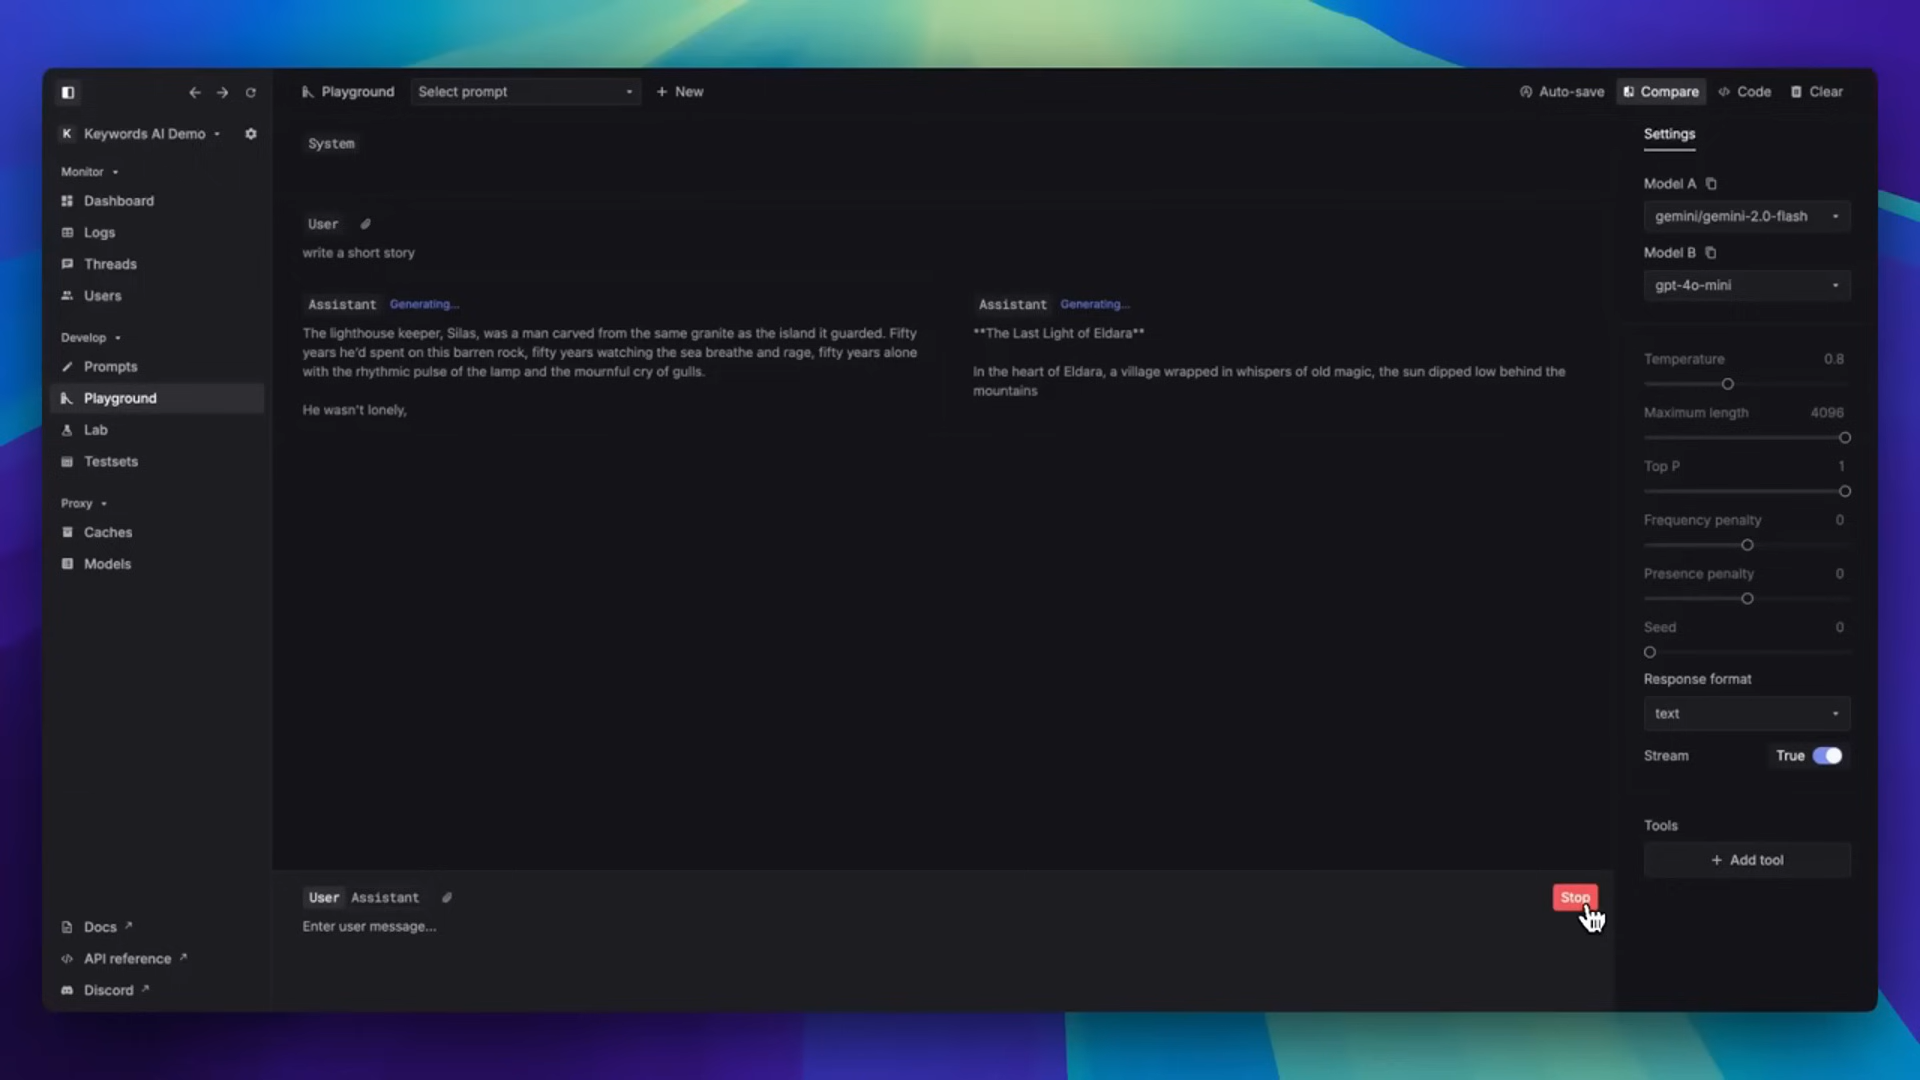 Playground
Select prompt
+ New
Auto-save
Compare
Code
Clear
K Keywords AI Demo
Monitor
Dashboard
Logs
Threads
Users
Develop
Prompts
Playground
Lab
Testsets
Proxy
Caches
Models
Docs
API reference
Discord
System
User
write a short story
Assistant Generating...
The lighthouse keeper, Silas, was a man carved from the same granite as the island it guarded. Fifty
years he'd spent on this barren rock, fifty years watching the sea breathe and rage, fifty years alone
with the rhythmic pulse of the lamp and the mournful cry of gulls.
He wasn't lonely,
Assistant Generating...
**The Last Light of Eldara**
In the heart of Eldara, a village wrapped in whispers of old magic, the sun dipped low behind the
mountains
User Assistant
Enter user message...
Stop
Settings
Model A
gemini/gemini-2.0-flash
Model B
gpt-4o-mini
Temperature 0.8
Maximum length 4096
Top P 1
Frequency penalty 0
Presence penalty 0
Seed 0
Response format
text
Stream True
Tools
+ Add tool